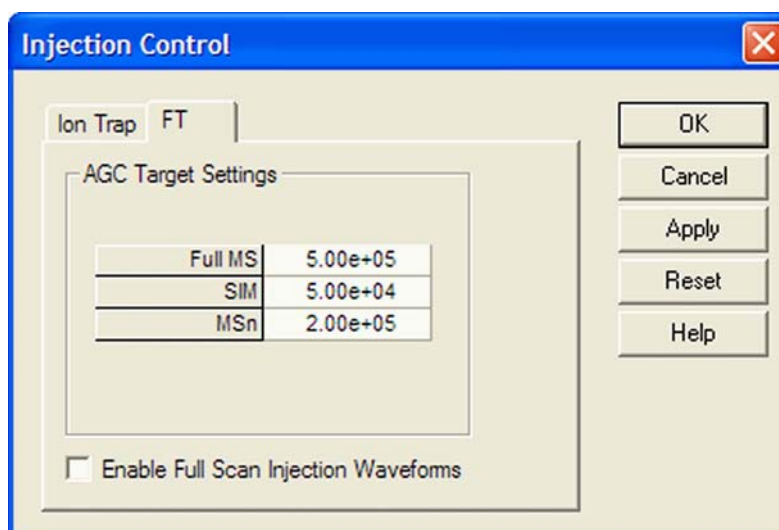 Injection Control
Ion Trap FT
AGC Target Settings
Full MS 5.00e+05
SIM 5.00e+04
MSn 2.00e+05
Enable Full Scan Injection Waveforms
OK
Cancel
Apply
Reset
Help